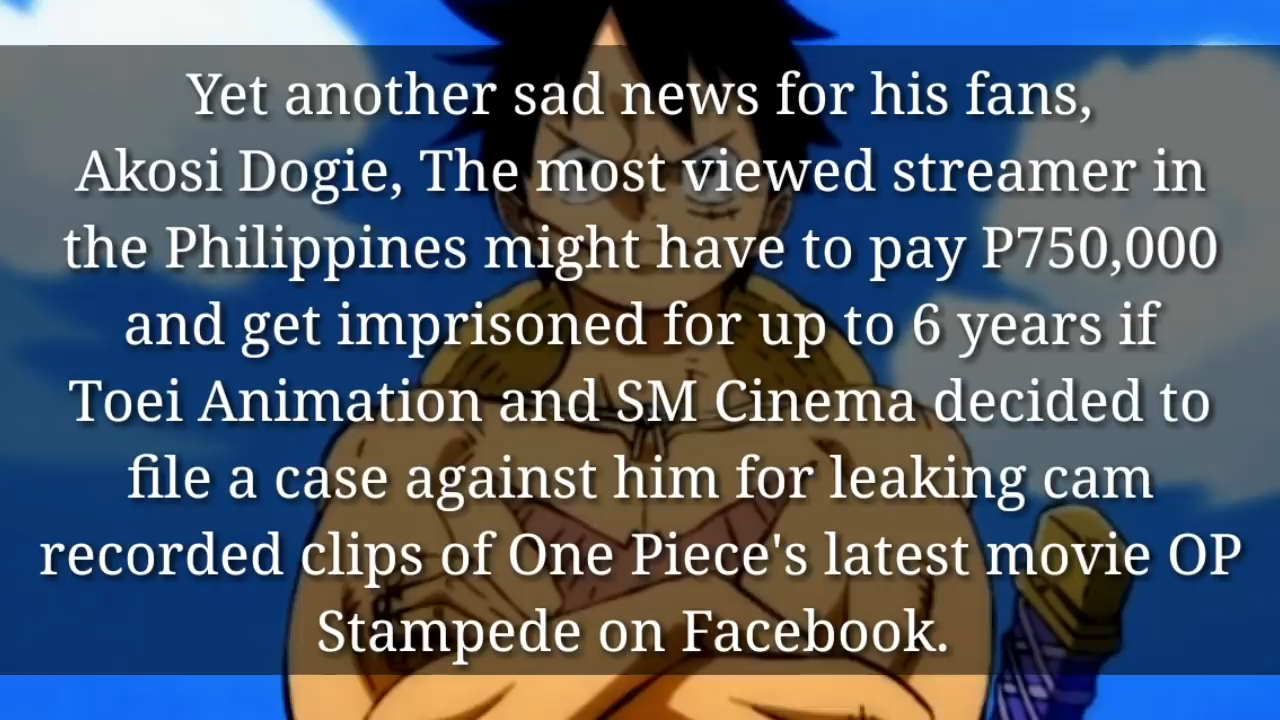 Yet another sad news for his fans,
Akosi Dogie, The most viewed streamer in
the Philippines might have to pay P750,000
and get imprisoned for up to 6 years if
Toei Animation and SM Cinema decided to
file a case against him for leaking cam
recorded clips of One Piece's latest movie OP
Stampede on Facebook.